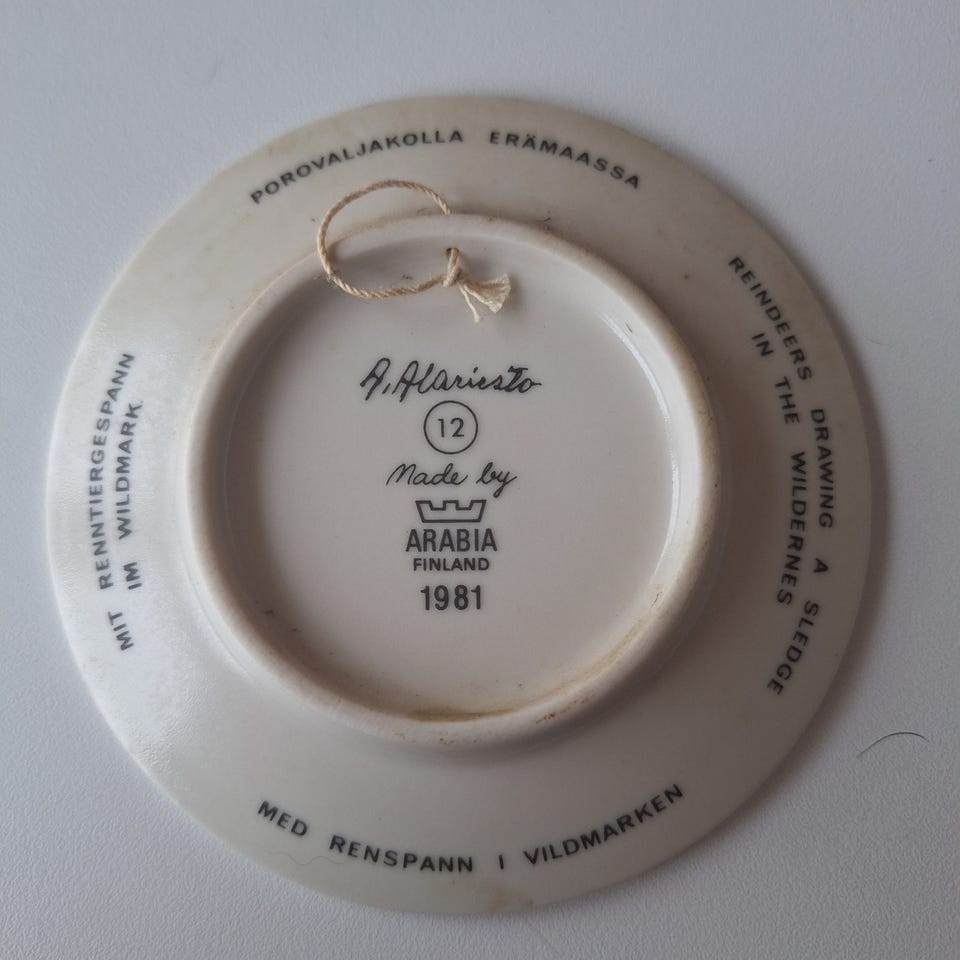 POROVALJAKOLLA ERÄMAASSA
REINDEERS DRAWING A SLEDGE
IN THE WILDERNES
MED RENSPANN I VILDMARKEN
MIT RENNTIERGESPANN
IM WILDMARK
A. Alariesto
12
Made by
ARABIA
FINLAND
1981